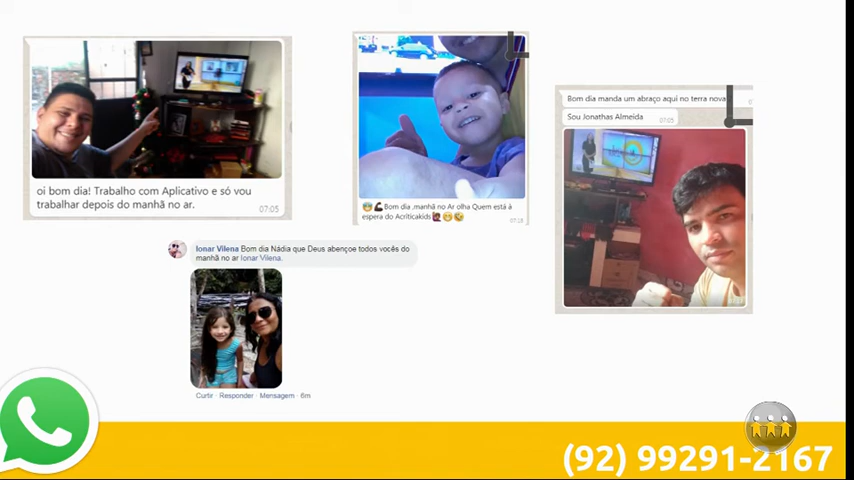 oi bom dia! Trabalho com Aplicativo e só vou
trabalhar depois do manhã no ar.
07:05
😇💪🏿Bom dia ,manhã no Ar olha Quem está à
espera do Acriticakids
07:18
Bom dia manda um abraço aqui no terra nova
Sou Jonathas Almeida
07:05
Ionar Vilena Bom dia Nádia que Deus abençoe todos vocês do
manhã no ar Ionar Vilena.
Curtir · Responder · Mensagem · 6m
(92) 99291-2167